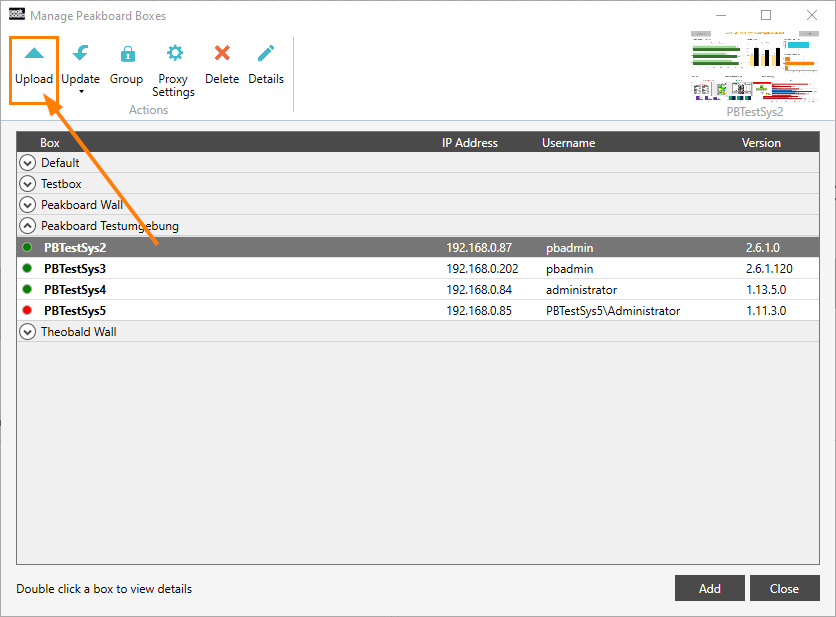 peak
board
Manage Peakboard Boxes
Upload
Update
Group
Proxy
Settings
Delete
Details
Actions
PBTestSys2
Box IP Address Username Version
Default
Testbox
Peakboard Wall
Peakboard Testumgebung
PBTestSys2 192.168.0.87 pbadmin 2.6.1.0
PBTestSys3 192.168.0.202 pbadmin 2.6.1.120
PBTestSys4 192.168.0.84 administrator 1.13.5.0
PBTestSys5 192.168.0.85 PBTestSys5\Administrator 1.11.3.0
Theobald Wall
Double click a box to view details
Add
Close